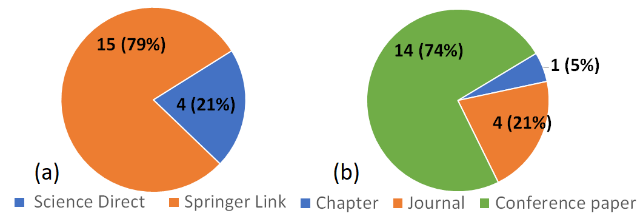 15 (79%)
4 (21%)
(a)
Science Direct
Springer Link
14 (74%)
1 (5%)
4 (21%)
(b)
Chapter
Journal
Conference paper